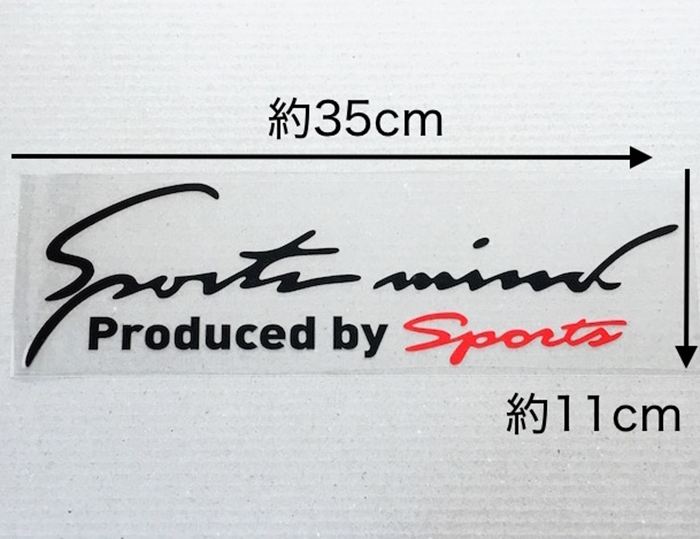 約35cm
Sports mind
Produced by Sports
約11cm